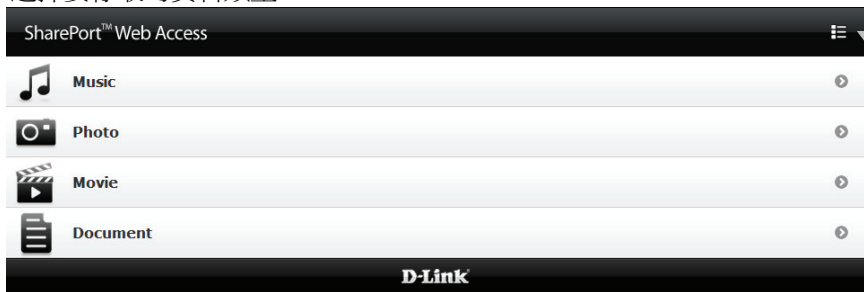 SharePort™ Web Access
Music
Photo
Movie
Document
D-Link